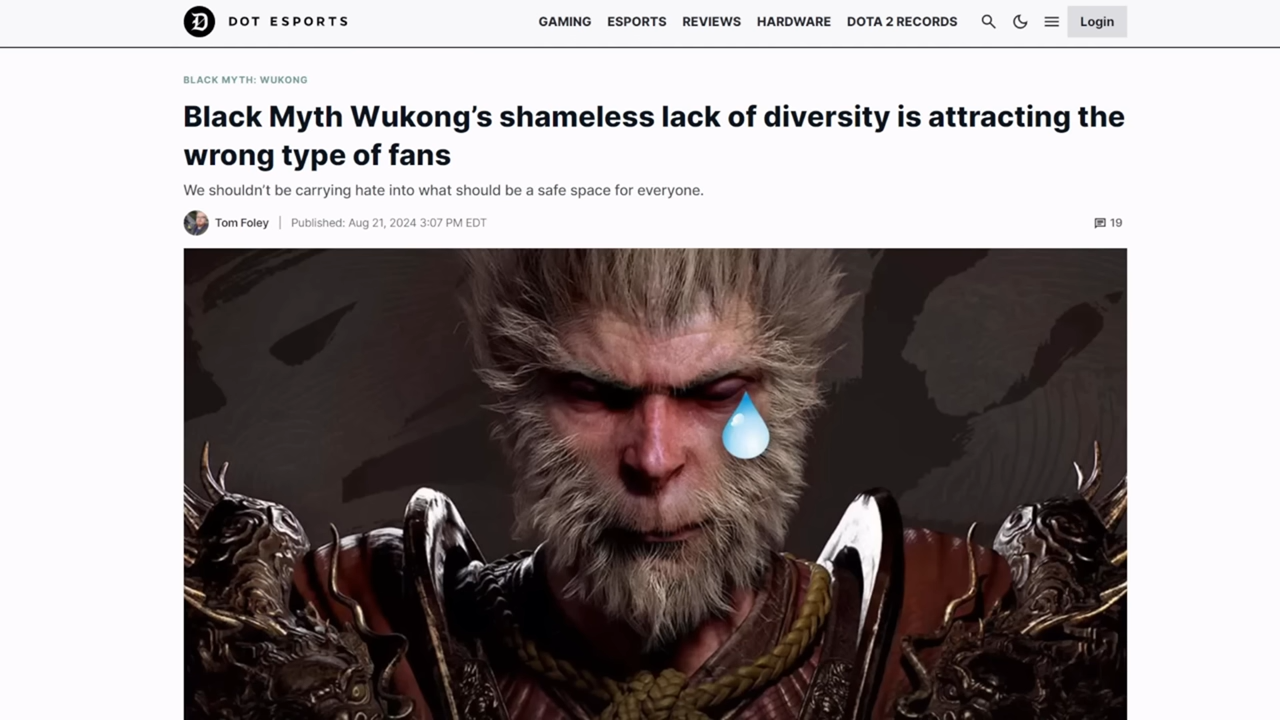 DOT ESPORTS
GAMING ESPORTS REVIEWS HARDWARE DOTA 2 RECORDS Login
BLACK MYTH: WUKONG
Black Myth Wukong’s shameless lack of diversity is attracting the
wrong type of fans
We shouldn’t be carrying hate into what should be a safe space for everyone.
Tom Foley | Published: Aug 21, 2024 3:07 PM EDT 19